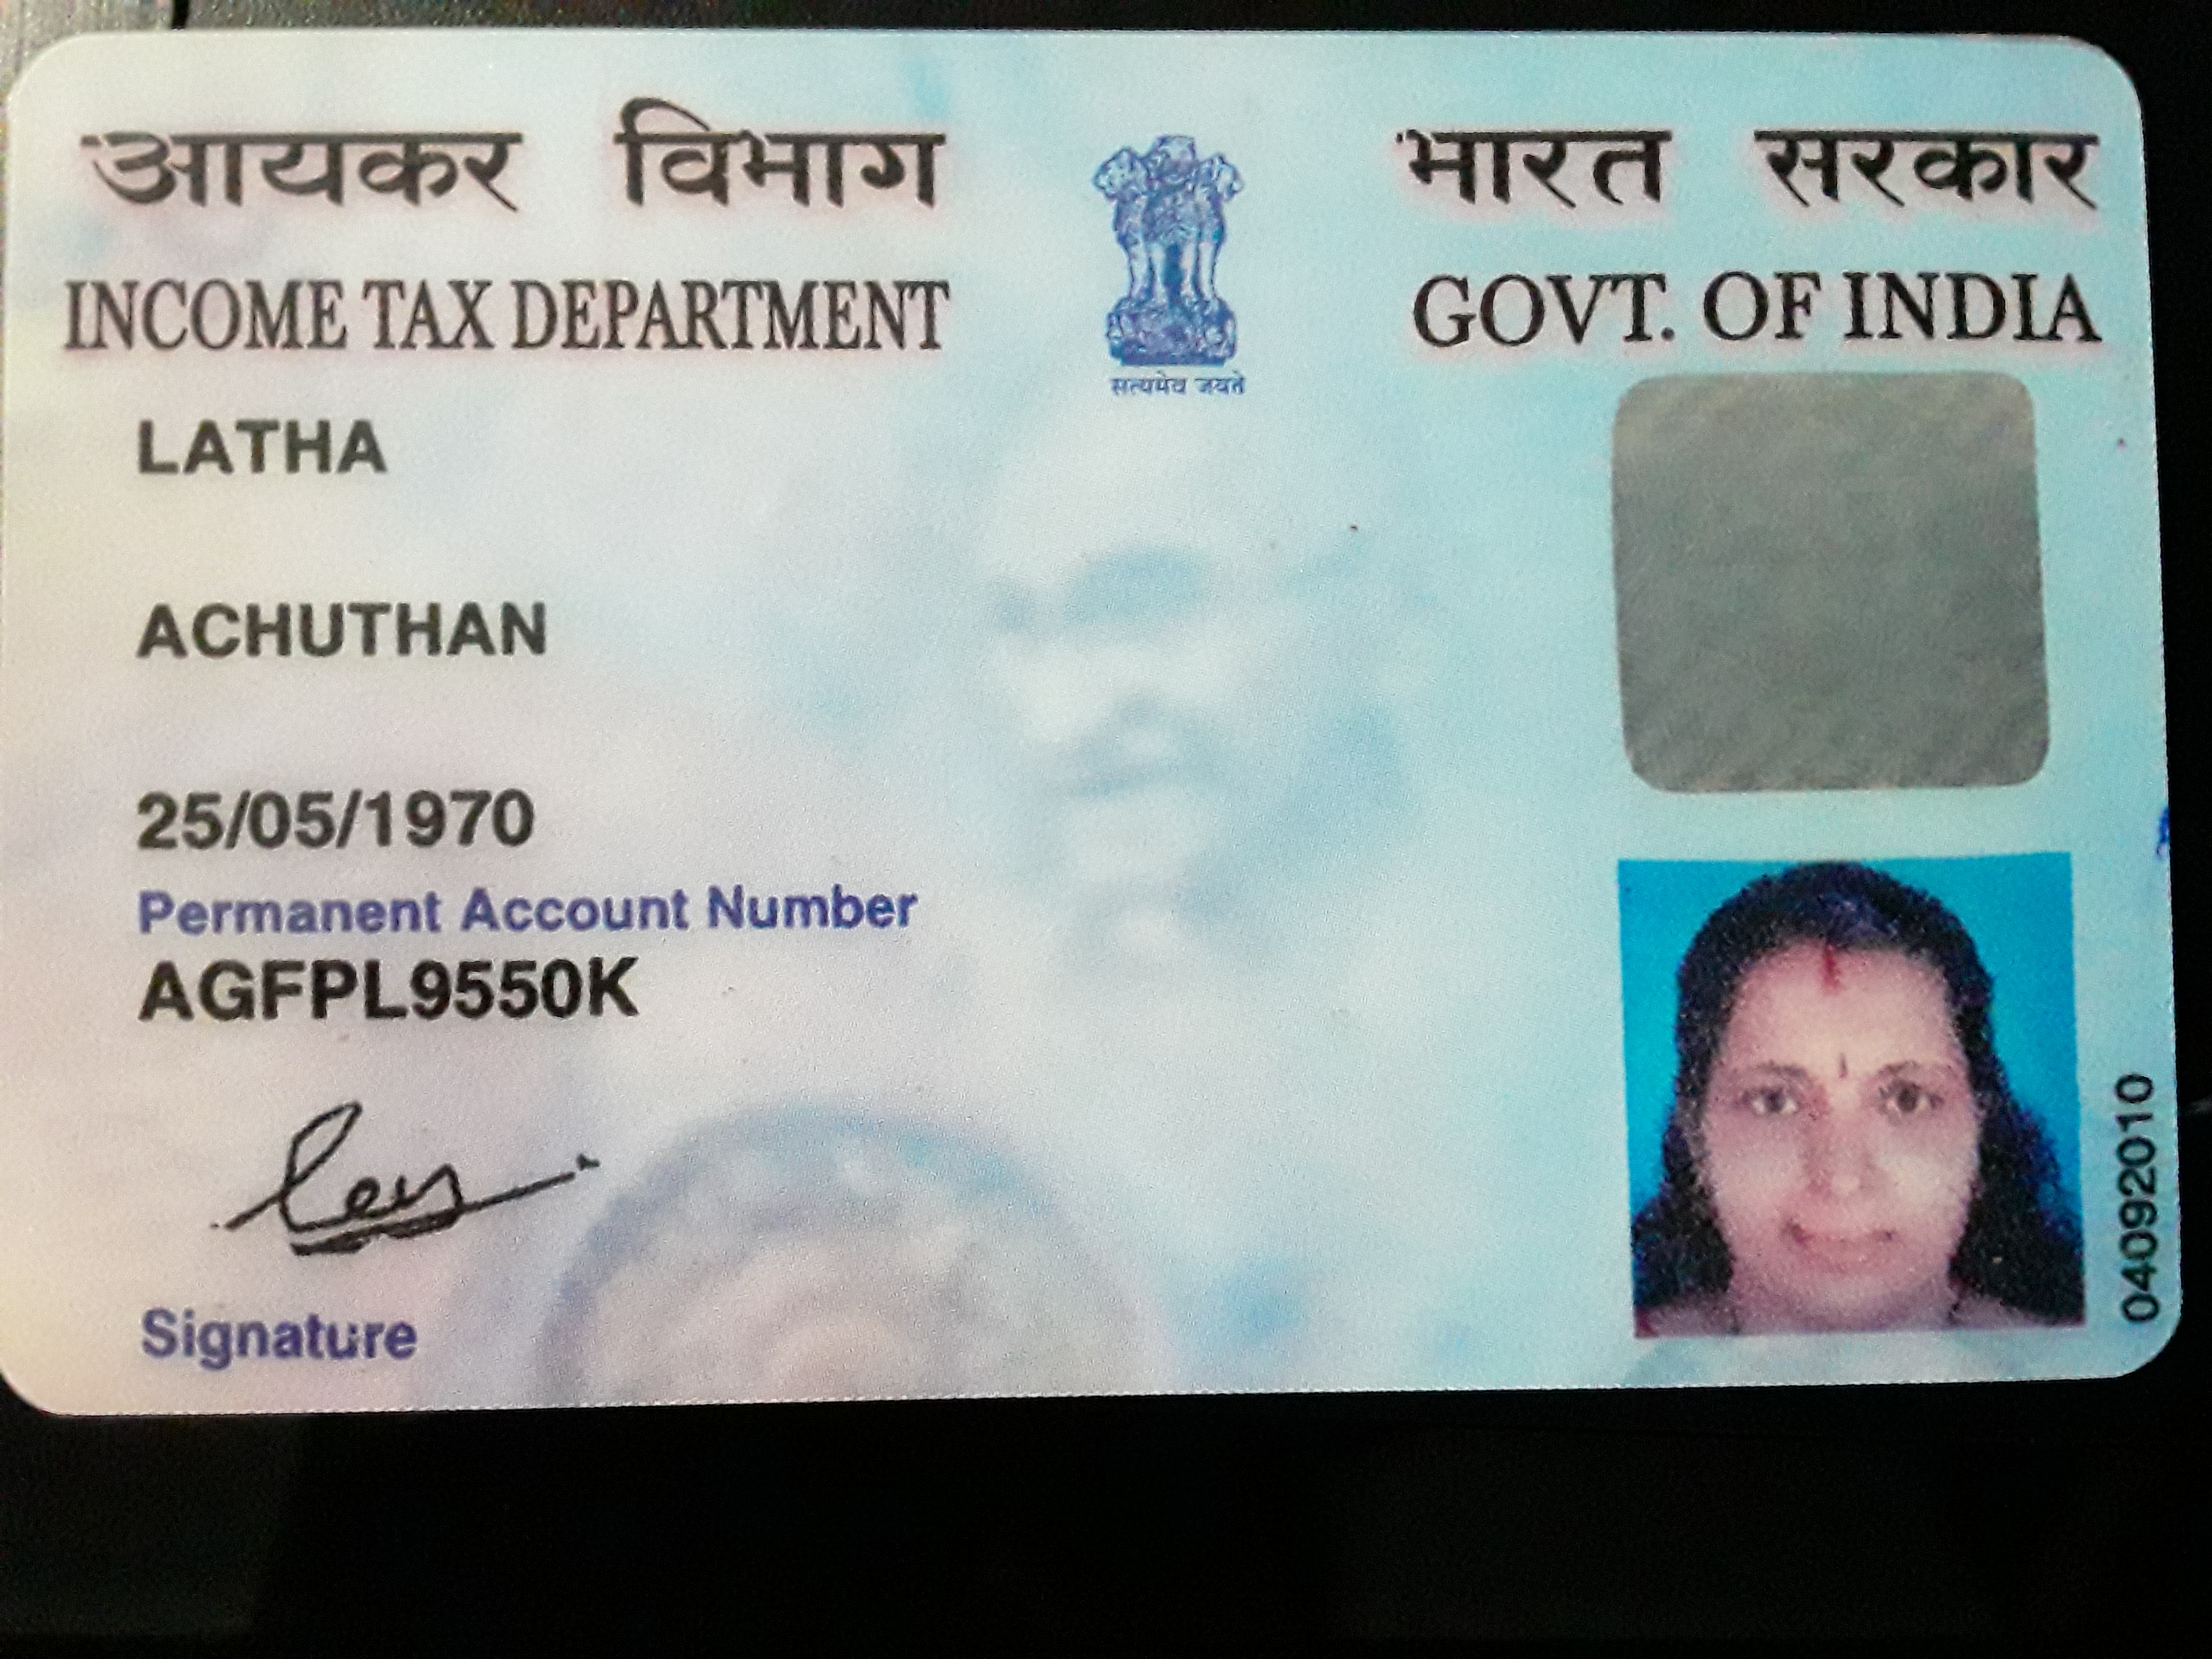 आयकर विभाग
INCOME TAX DEPARTMENT
भारत सरकार
GOVT. OF INDIA
सत्यमेव जयते
LATHA
ACHUTHAN
25/05/1970
Permanent Account Number
AGFPL9550K
Signature
04092010